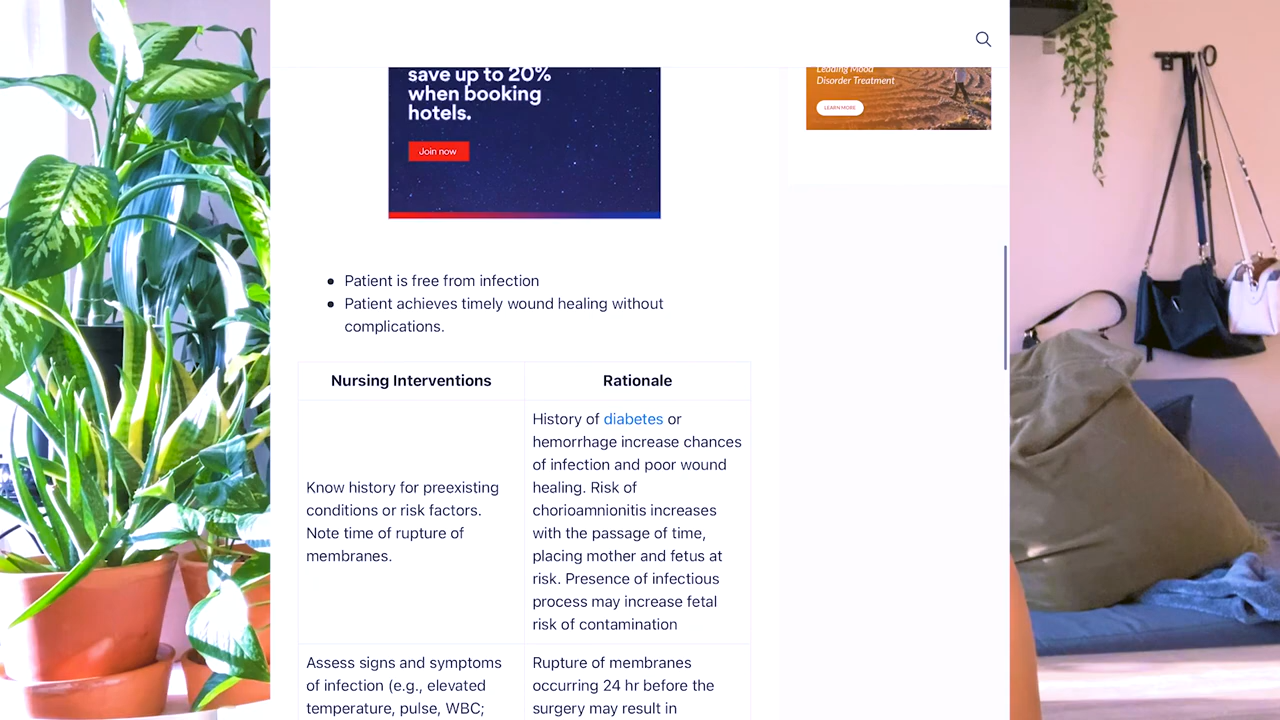 save up to 20%
when booking
hotels.
Join now
Leading Mood
Disorder Treatment
LEARN MORE
Patient is free from infection
Patient achieves timely wound healing without
complications.
Nursing Interventions
Rationale
Know history for preexisting
conditions or risk factors.
Note time of rupture of
membranes.
History of diabetes or
hemorrhage increase chances
of infection and poor wound
healing. Risk of
chorioamnionitis increases
with the passage of time,
placing mother and fetus at
risk. Presence of infectious
process may increase fetal
risk of contamination
Assess signs and symptoms
of infection (e.g., elevated
temperature, pulse, WBC;
Rupture of membranes
occurring 24 hr before the
surgery may result in